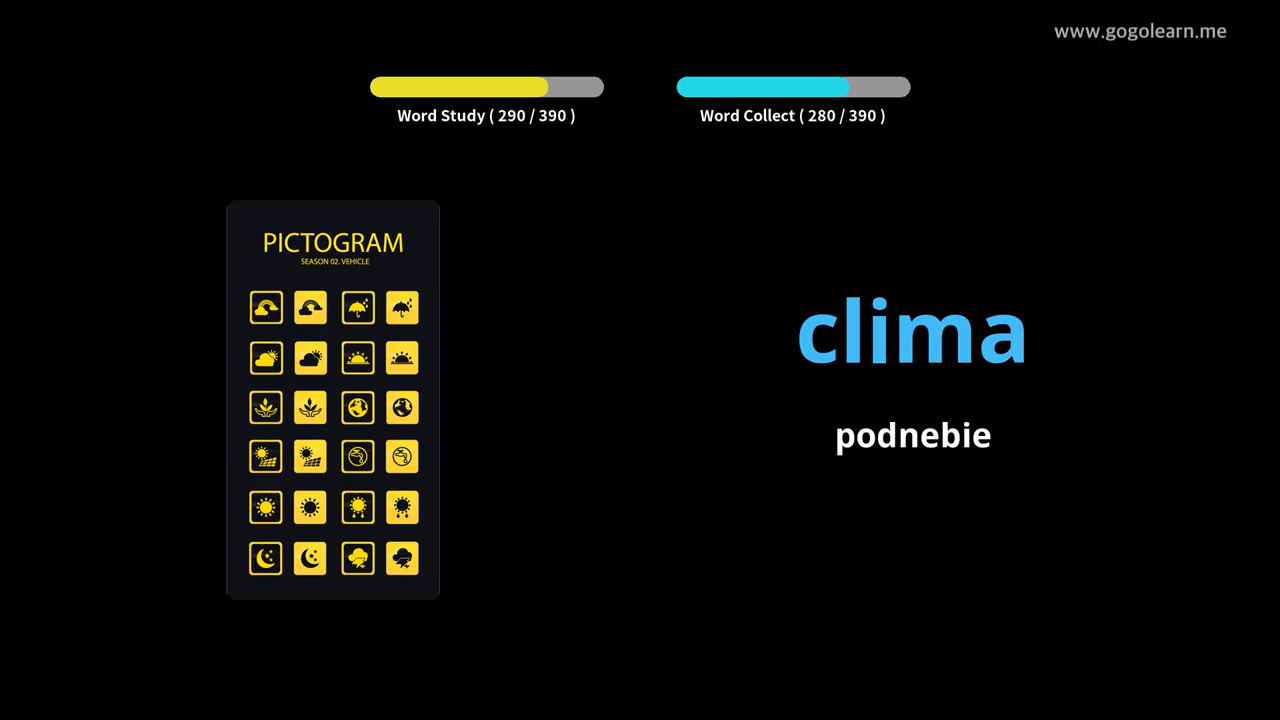 www.gogolearn.me
Word Study ( 290 / 390 )
Word Collect ( 280 / 390 )
PICTOGRAM
SEASON 02. VEHICLE
clima
podnebie